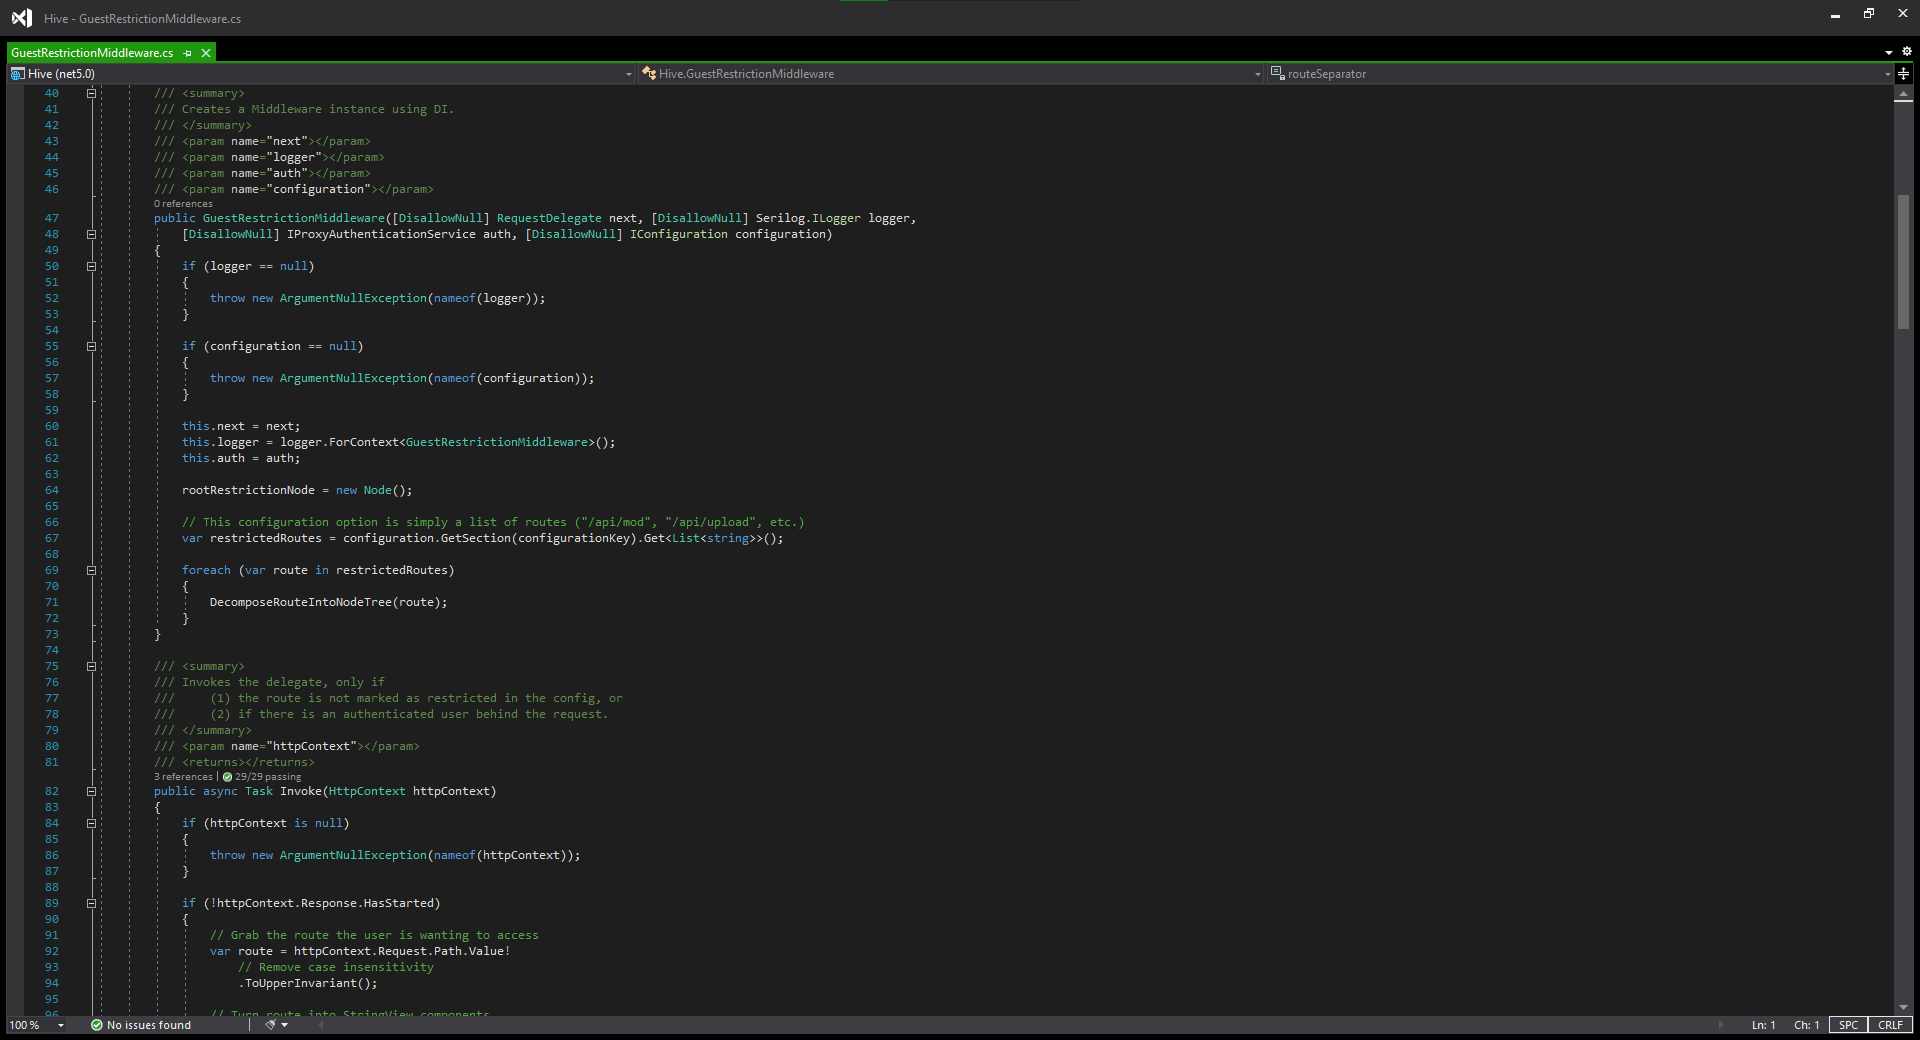 Hive - GuestRestrictionMiddleware.cs
GuestRestrictionMiddleware.cs
Hive (net5.0) Hive.GuestRestrictionMiddleware routeSeparator
40 /// <summary>
41 /// Creates a Middleware instance using DI.
42 /// </summary>
43 /// <param name="next"></param>
44 /// <param name="logger"></param>
45 /// <param name="auth"></param>
46 /// <param name="configuration"></param>
0 references
47 public GuestRestrictionMiddleware([DisallowNull] RequestDelegate next, [DisallowNull] Serilog.ILogger logger,
48 [DisallowNull] IProxyAuthenticationService auth, [DisallowNull] IConfiguration configuration)
49 {
50 if (logger == null)
51 {
52 throw new ArgumentNullException(nameof(logger));
53 }
54
55 if (configuration == null)
56 {
57 throw new ArgumentNullException(nameof(configuration));
58 }
59
60 this.next = next;
61 this.logger = logger.ForContext<GuestRestrictionMiddleware>();
62 this.auth = auth;
63
64 rootRestrictionNode = new Node();
65
66 // This configuration option is simply a list of routes ("/api/mod", "/api/upload", etc.)
67 var restrictedRoutes = configuration.GetSection(configurationKey).Get<List<string>>();
68
69 foreach (var route in restrictedRoutes)
70 {
71 DecomposeRouteIntoNodeTree(route);
72 }
73 }
74
75 /// <summary>
76 /// Invokes the delegate, only if
77 /// (1) the route is not marked as restricted in the config, or
78 /// (2) if there is an authenticated user behind the request.
79 /// </summary>
80 /// <param name="httpContext"></param>
81 /// <returns></returns>
3 references | 29/29 passing
82 public async Task Invoke(HttpContext httpContext)
83 {
84 if (httpContext is null)
85 {
86 throw new ArgumentNullException(nameof(httpContext));
87 }
88
89 if (!httpContext.Response.HasStarted)
90 {
91 // Grab the route the user is wanting to access
92 var route = httpContext.Request.Path.Value!
93 // Remove case insensitivity
94 .ToUpperInvariant();
95
96 // Turn route into StringView components
100 % No issues found Ln: 1 Ch: 1 SPC CRLF